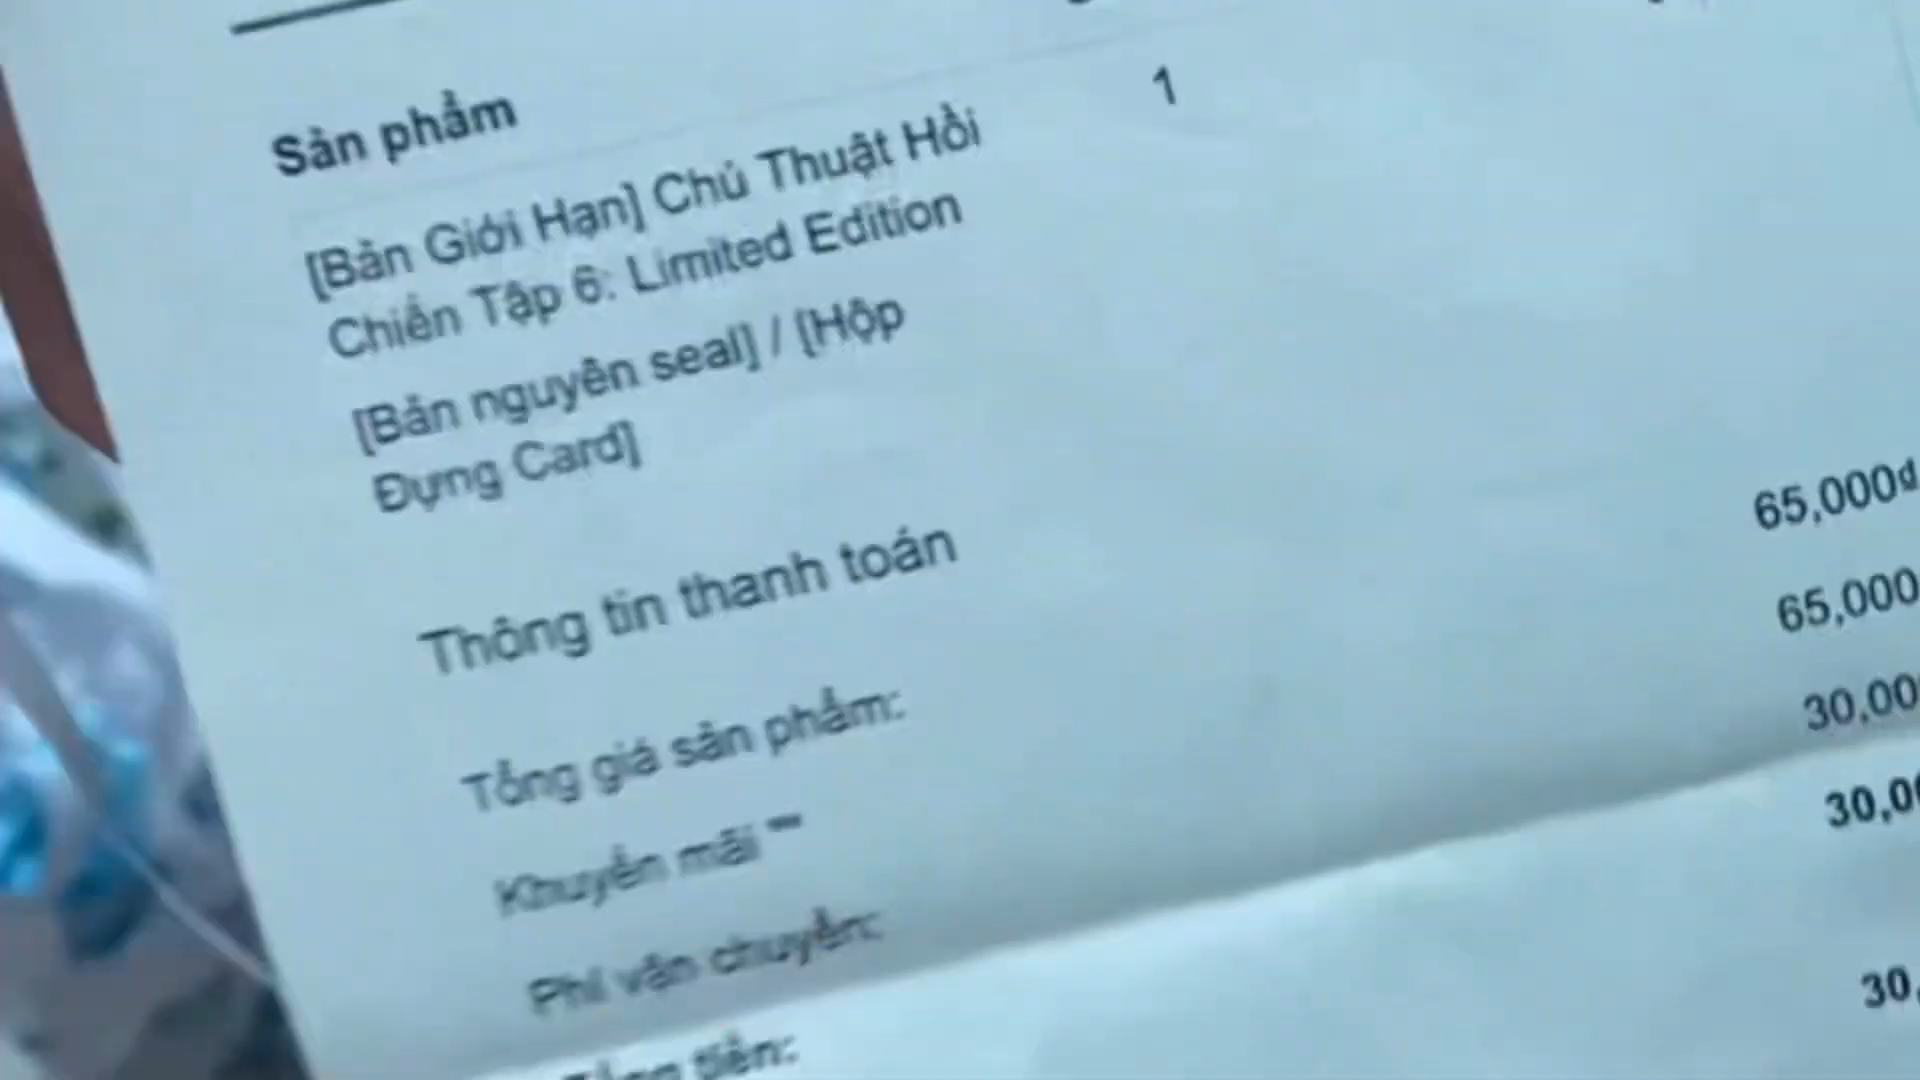 Sản phẩm
1
[Bản Giới Hạn] Chú Thuật Hồi
Chiến Tập 6: Limited Edition
[Bản nguyên seal] / [Hộp
Đựng Card]
Thông tin thanh toán
65,000₫
Tổng giá sản phẩm:
65,000
Khuyến mãi ""
30,00
Phí vận chuyển:
30,0
tiền:
30,